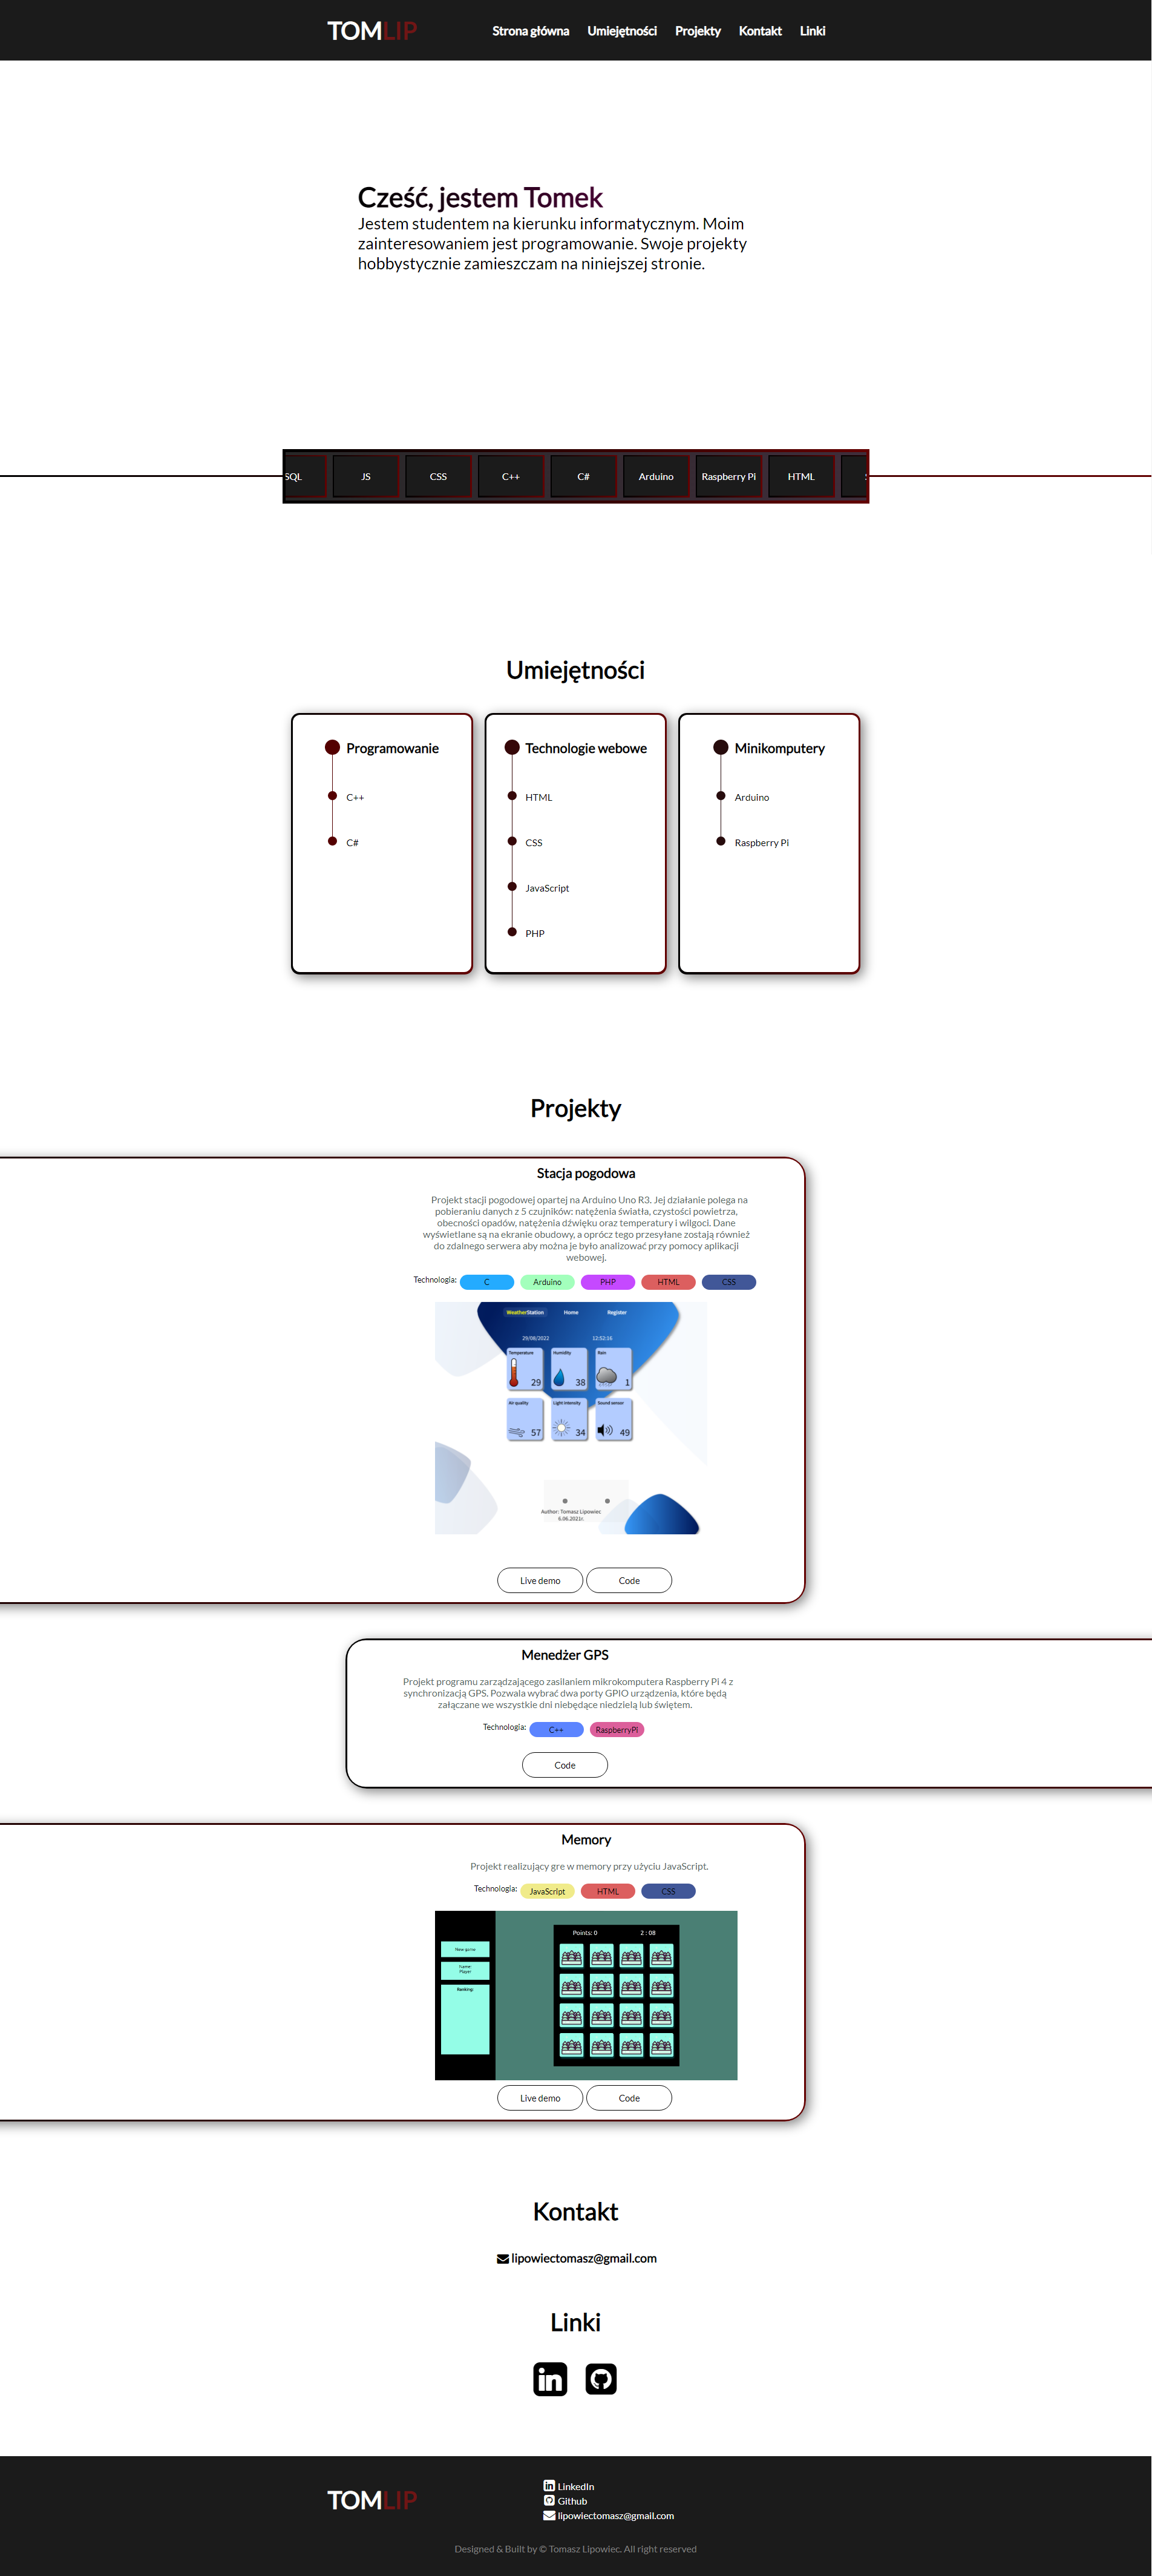 TOMLIP
Strona główna Umiejętności Projekty Kontakt Linki
Cześć, jestem Tomek
Jestem studentem na kierunku informatycznym. Moim
zainteresowaniem jest programowanie. Swoje projekty
hobbystycznie zamieszczam na niniejszej stronie.
SQL JS CSS C++ C# Arduino Raspberry Pi HTML
Umiejętności
Programowanie
C++
C#
Technologie webowe
HTML
CSS
JavaScript
PHP
Minikomputery
Arduino
Raspberry Pi
Projekty
Stacja pogodowa
Projekt stacji pogodowej opartej na Arduino Uno R3. Jej działanie polega na
pobieraniu danych z 5 czujników: natężenia światła, czystości powietrza,
obecności opadów, natężenia dźwięku oraz temperatury i wilgoci. Dane
wyświetlane są na ekranie obudowy, a oprócz tego przesyłane zostają również
do zdalnego serwera aby można je było analizować przy pomocy aplikacji
webowej.
Technologia: C Arduino PHP HTML CSS
WeatherStation Home Register
29/08/2022 12:52:16
Temperature 29
Humidity 38
Rain 1
Air quality 57
Light Intensity 34
Sound sensor 49
Author: Tomasz Lipowiec
6.06.2021r.
Live demo Code
Menedżer GPS
Projekt programu zarządzającego zasilaniem mikrokomputera Raspberry Pi 4 z
synchronizacją GPS. Pozwala wybrać dwa porty GPIO urządzenia, które będą
załączane we wszystkie dni niebędące niedzielą lub świętem.
Technologia: C++ RaspberryPi
Code
Memory
Projekt realizujący gre w memory przy użyciu JavaScript.
Technologia: JavaScript HTML CSS
New game
Name:
Player
Ranking:
Points: 0 2 : 08
Live demo Code
Kontakt
lipowiectomasz@gmail.com
Linki
TOMLIP
LinkedIn
Github
lipowiectomasz@gmail.com
Designed & Built by © Tomasz Lipowiec. All right reserved